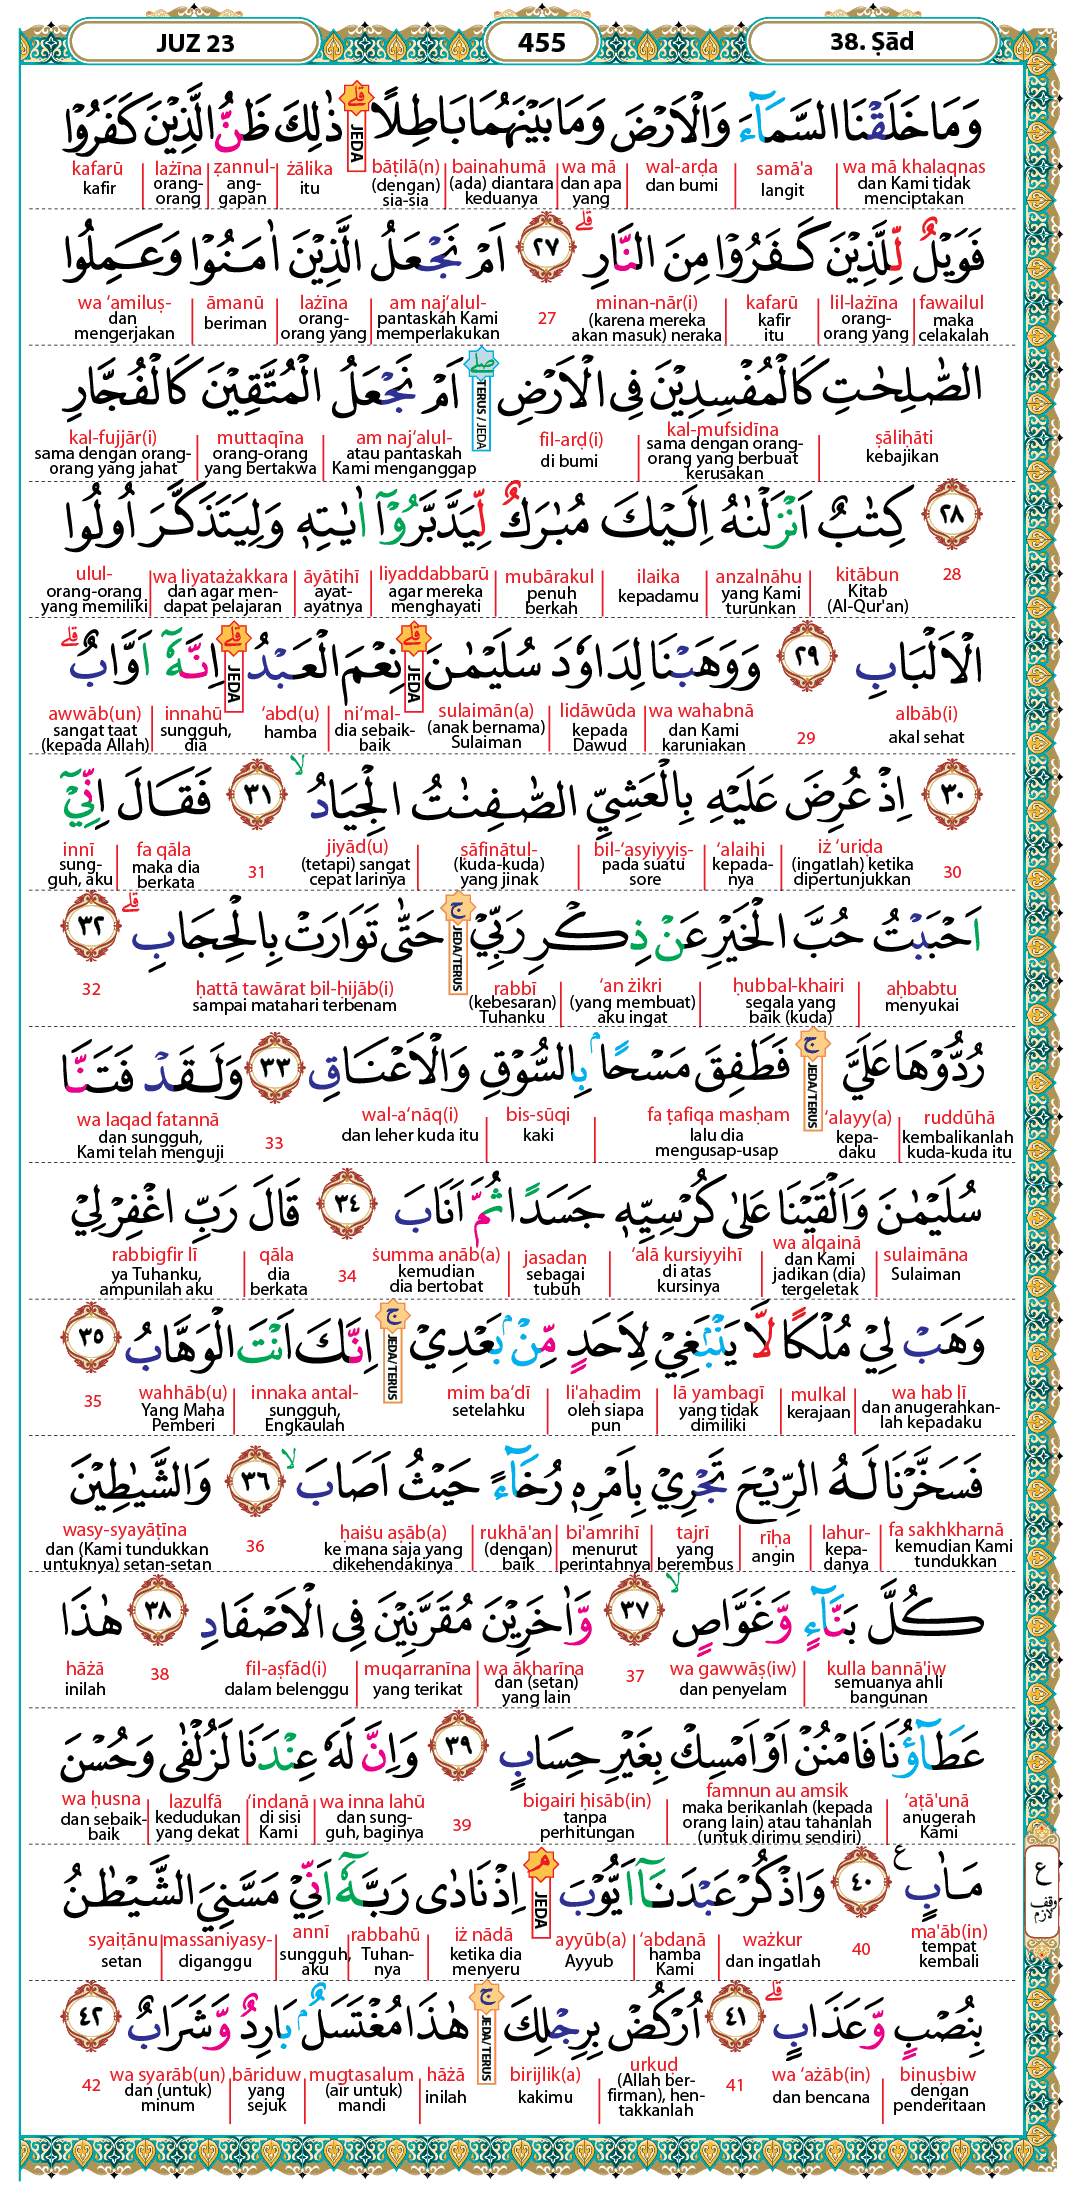 JUZ 23
455
38. Ṣād
وَمَا خَلَقْنَا السَّمَاۤءَ وَالْاَرْضَ وَمَا بَيْنَهُمَا بَاطِلًا ۗ ذٰلِكَ ظَنُّ الَّذِيْنَ كَفَرُوْا
JEDA
wa mā khalaqnas samā'a wal-arḍa wa mā bainahumā bāṭilā(n) żālika ẓannul- lażīna kafarū
dan Kami tidak menciptakan langit dan bumi dan apa yang (ada) diantara keduanya (dengan) sia-sia itu ang- gapan orang- orang kafir
فَوَيْلٌ لِّلَّذِيْنَ كَفَرُوْا مِنَ النَّارِۗ ٢٧ اَمْ نَجْعَلُ الَّذِيْنَ اٰمَنُوْا وَعَمِلُوا
fawailul lil-lażīna kafarū minan-nār(i) 27 am naj‘alul- lażīna āmanū wa ‘amiluṣ-
maka celakalah orang- orang yang kafir itu (karena mereka akan masuk) neraka pantaskah Kami memperlakukan orang- orang yang beriman dan mengerjakan
الصّٰلِحٰتِ كَالْمُفْسِدِيْنَ فِى الْاَرْضِۖ اَمْ نَجْعَلُ الْمُتَّقِيْنَ كَالْفُجَّارِ
TERUS / JEDA
ṣāliḥāti kal-mufsidīna fil-arḍ(i) am naj‘alul- muttaqīna kal-fujjār(i)
kebajikan sama dengan orang- orang yang berbuat kerusakan di bumi atau pantaskah Kami menganggap orang-orang yang bertakwa sama dengan orang- orang yang jahat
٢٨ كِتٰبٌ اَنْزَلْنٰهُ اِلَيْكَ مُبٰرَكٌ لِّيَدَّبَّرُوْٓا اٰيٰتِهٖ وَلِيَتَذَكَّرَ اُولُوا
28 kitābun anzalnāhu ilaika mubārakul liyaddabbarū āyātihī wa liyatażakkara ulul-
Kitab (Al-Qur'an) yang Kami turunkan kepadamu penuh berkah agar mereka menghayati ayat- ayatnya dan agar men- dapat pelajaran orang-orang yang memiliki
الْاَلْبَابِ ٢٩ وَوَهَبْنَا لِدَاوٗدَ سُلَيْمٰنَۗ نِعْمَ الْعَبْدُۗ اِنَّهٗٓ اَوَّابٌۗ
JEDA
JEDA
albāb(i) 29 wa wahabnā lidāwūda sulaimān(a) ni‘mal- ‘abd(u) innahū awwāb(un)
akal sehat dan Kami karuniakan kepada Dawud (anak bernama) Sulaiman dia sebaik- baik hamba sungguh, dia sangat taat (kepada Allah)
٣٠ اِذْ عُرِضَ عَلَيْهِ بِالْعَشِيِّ الصّٰفِنٰتُ الْجِيَادُۙ ٣١ فَقَالَ اِنِّيْٓ
30 iż ‘uriḍa ‘alaihi bil-‘asyiyyiṣ- ṣāfinātul- jiyād(u) 31 fa qāla innī
(ingatlah) ketika dipertunjukkan kepada- nya pada suatu sore (kuda-kuda) yang jinak (tetapi) sangat cepat larinya maka dia berkata sung- guh, aku
اَحْبَبْتُ حُبَّ الْخَيْرِ عَنْ ذِكْرِ رَبِّيْۚ حَتّٰى تَوَارَتْ بِالْحِجَابِۗ ٣٢
JEDA/TERUS
aḥbabtu ḥubbal-khairi ‘an żikri rabbī ḥattā tawārat bil-ḥijāb(i) 32
menyukai segala yang baik (kuda) (yang membuat) aku ingat (kebesaran) Tuhanku sampai matahari terbenam
رُدُّوْهَا عَلَيَّۚ فَطَفِقَ مَسْحًا ۢبِالسُّوْقِ وَالْاَعْنَاقِ ٣٣ وَلَقَدْ فَتَنَّا
JEDA/TERUS
ruddūhā ‘alayy(a) fa ṭafiqa masḥam bis-sūqi wal-a‘nāq(i) 33 wa laqad fatannā
kembalikanlah kuda-kuda itu kepa- daku lalu dia mengusap-usap kaki dan leher kuda itu dan sungguh, Kami telah menguji
سُلَيْمٰنَ وَاَلْقَيْنَا عَلٰى كُرْسِيِّهٖ جَسَدًا ثُمَّ اَنَابَ ٣٤ قَالَ رَبِّ اغْفِرْ لِيْ
sulaimāna wa alqainā ‘alā kursiyyihī jasadan ṡumma anāb(a) 34 qāla rabbigfir lī
Sulaiman dan Kami jadikan (dia) tergeletak di atas kursinya sebagai tubuh kemudian dia bertobat dia berkata ya Tuhanku, ampunilah aku
وَهَبْ لِيْ مُلْكًا لَّا يَنْۢبَغِيْ لِاَحَدٍ مِّنْۢ بَعْدِيْۚ اِنَّكَ اَنْتَ الْوَهَّابُ ٣٥
JEDA/TERUS
wa hab lī mulkal lā yambagī li'aḥadim mim ba‘dī innaka antal- wahhāb(u) 35
dan anugerahkan- lah kepadaku kerajaan yang tidak dimiliki oleh siapa pun setelahku sungguh, Engkaulah Yang Maha Pemberi
فَسَخَّرْنَا لَهُ الرِّيْحَ تَجْرِيْ بِاَمْرِهٖ رُخَاۤءً حَيْثُ اَصَابَۙ ٣٦ وَالشَّيٰطِيْنَ
fa sakhkharnā lahur- rīḥa tajrī bi'amrihī rukhā'an ḥaiṡu aṣāb(a) 36 wasy-syayāṭīna
kemudian Kami tundukkan kepa- danya angin yang berembus menurut perintahnya (dengan) baik ke mana saja yang dikehendakinya dan (Kami tundukkan untuknya) setan-setan
كُلَّ بَنَّاۤءٍ وَّغَوَّاصٍۙ ٣٧ وَّاٰخَرِيْنَ مُقَرَّنِيْنَ فِى الْاَصْفَادِ ٣٨ هٰذَا
kulla bannā'iw wa gawwāṣ(iw) 37 wa ākharīna muqarranīna fil-aṣfād(i) 38 hāżā
semuanya ahli bangunan dan penyelam dan (setan) yang lain yang terikat dalam belenggu inilah
عَطَاۤؤُنَا فَامْنُنْ اَوْ اَمْسِكْ بِغَيْرِ حِسَابٍ ٣٩ وَاِنَّ لَهٗ عِنْدَنَا لَزُلْفٰى وَحُسْنَ
‘aṭā'unā famnun au amsik bigairi ḥisāb(in) 39 wa inna lahū ‘indanā lazulfā wa ḥusna
anugerah Kami maka berikanlah (kepada orang lain) atau tahanlah (untuk dirimu sendiri) tanpa perhitungan dan sung- guh, baginya di sisi Kami kedudukan yang dekat dan sebaik- baik
مَاٰبٍ ࣖ ٤٠ وَاذْكُرْ عَبْدَنَآ اَيُّوْبَۘ اِذْ نَادٰى رَبَّهٗٓ اَنِّيْ مَسَّنِيَ الشَّيْطٰنُ
JEDA
ع
وقف لازم
ma'āb(in) 40 ważkur ‘abdanā ayyūb(a) iż nādā rabbahū annī massaniyasy- syaiṭānu
tempat kembali dan ingatlah hamba Kami Ayyub ketika dia menyeru Tuhan- nya sungguh, aku diganggu setan
بِنُصْبٍ وَّعَذَابٍۗ ٤١ اُرْكُضْ بِرِجْلِكَۚ هٰذَا مُغْتَسَلٌ ۢبَارِدٌ وَّشَرَابٌ ٤٢
JEDA/TERUS
binuṣbiw wa ‘ażāb(in) 41 urkuḍ birijlik(a) hāżā mugtasalum bāriduw wa syarāb(un) 42
dengan penderitaan dan bencana (Allah ber- firman), hen- takkanlah kakimu inilah (air untuk) mandi yang sejuk dan (untuk) minum